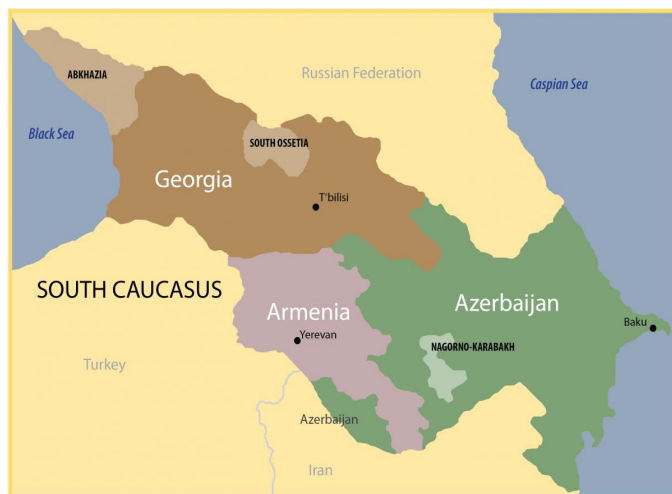 ABKHAZIA
Russian Federation
Caspian Sea
Black Sea
SOUTH OSSETIA
Georgia
T'bilisi
SOUTH CAUCASUS
Armenia
Azerbaijan
Baku
Yerevan
NAGORNO-KARABAKH
Turkey
Azerbaijan
Iran